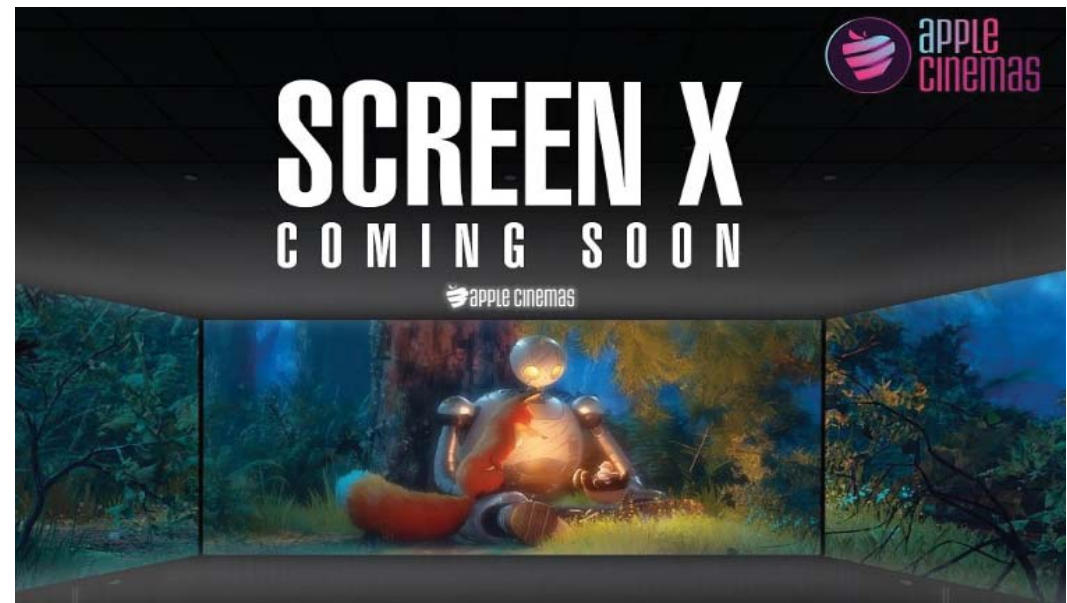 apple
cinemas
SCREEN X
COMING SOON
apple cinemas